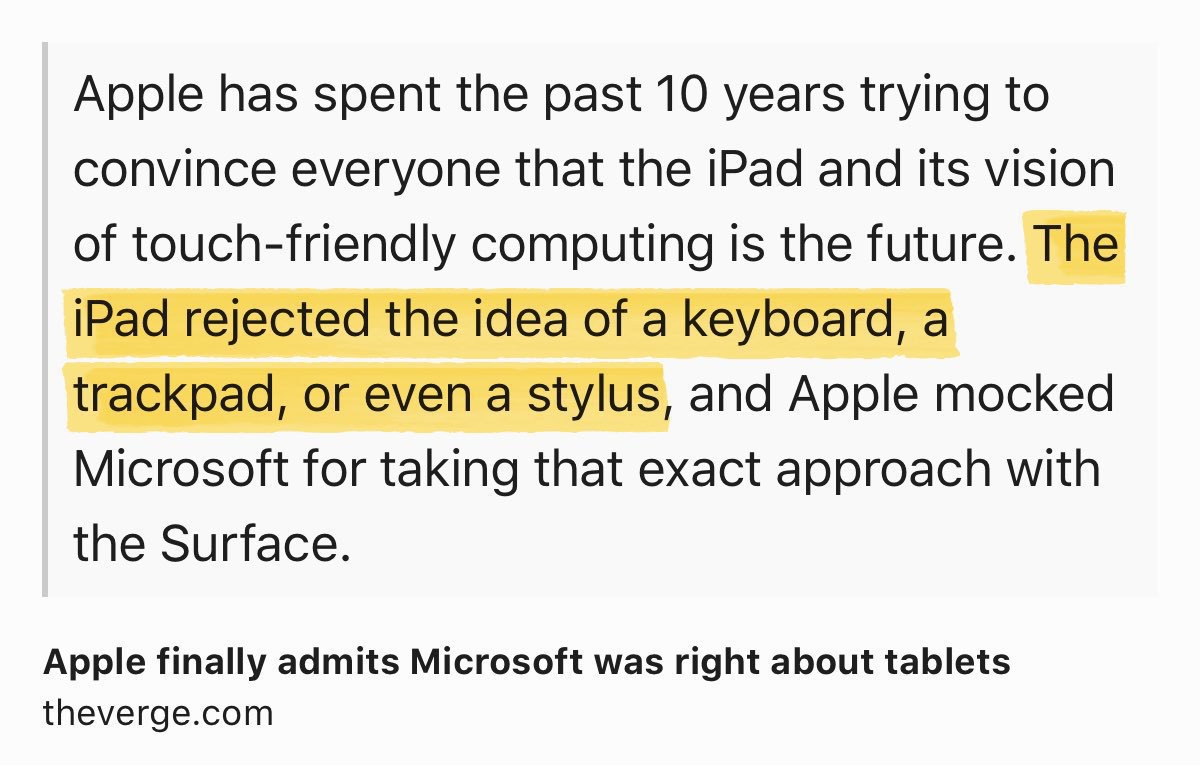 Apple has spent the past 10 years trying to
convince everyone that the iPad and its vision
of touch-friendly computing is the future. The
iPad rejected the idea of a keyboard, a
trackpad, or even a stylus, and Apple mocked
Microsoft for taking that exact approach with
the Surface.
Apple finally admits Microsoft was right about tablets
theverge.com